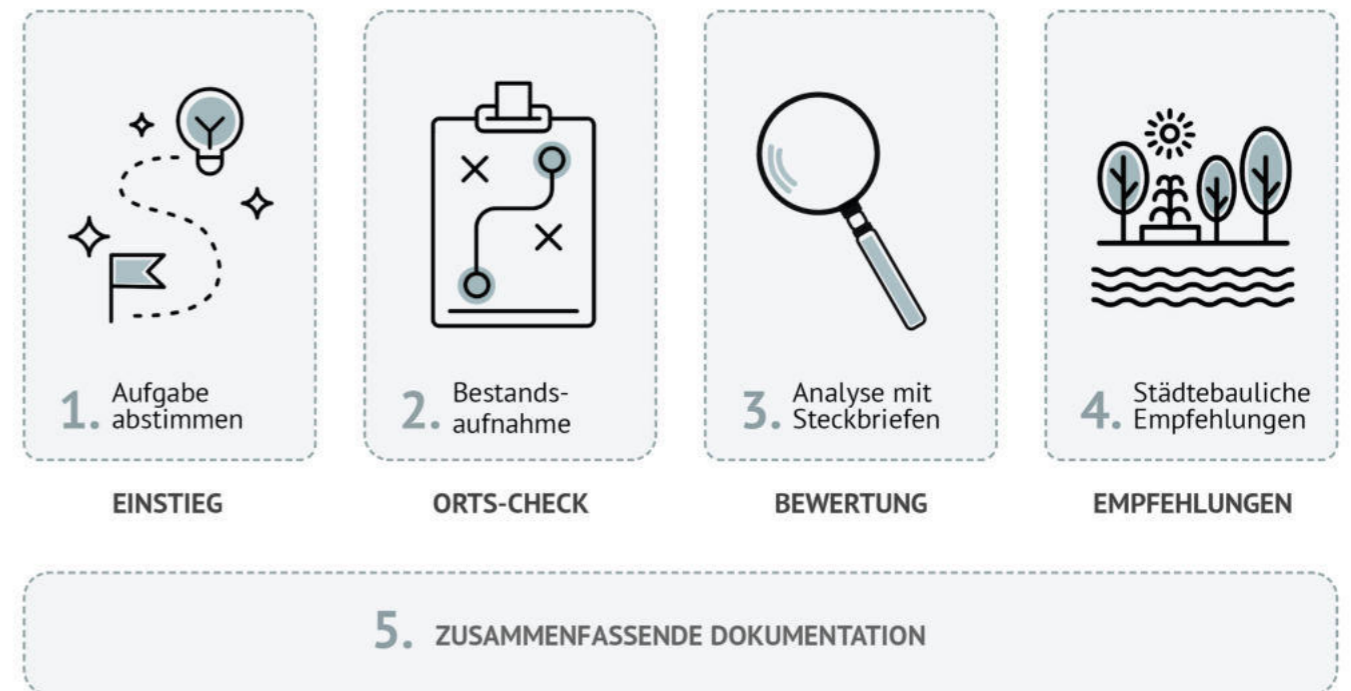 1. Aufgabe
abstimmen
EINSTIEG
2. Bestands-
aufnahme
ORTS-CHECK
3. Analyse mit
Steckbriefen
BEWERTUNG
4. Städtebauliche
Empfehlungen
EMPFEHLUNGEN
5. ZUSAMMENFASSENDE DOKUMENTATION